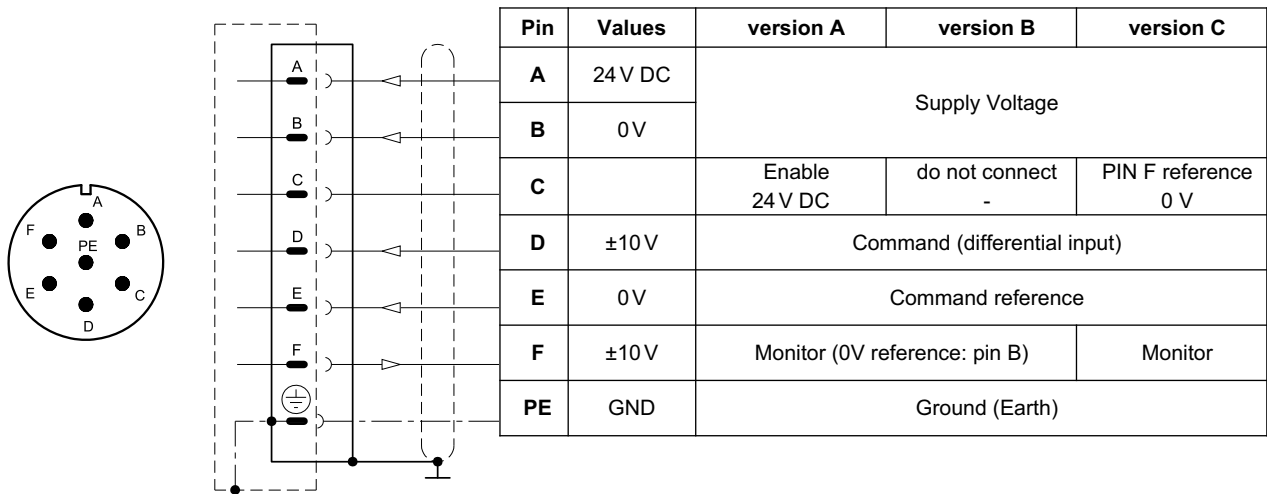 A
F
B
PE
E
C
D
A
B
C
D
E
F
Pin Values version A version B version C
A 24 V DC
Supply Voltage
B 0 V
C Enable do not connect PIN F reference
24 V DC - 0 V
D ±10 V Command (differential input)
E 0 V Command reference
F ±10 V Monitor (0V reference: pin B) Monitor
PE GND Ground (Earth)